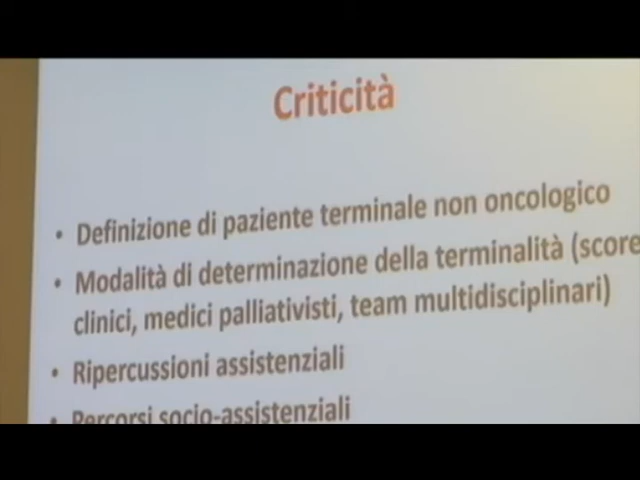 Criticità
• Definizione di paziente terminale non oncologico
• Modalità di determinazione della terminalità (score
clinici, medici palliativisti, team multidisciplinari)
• Ripercussioni assistenziali
• Percorsi socio-assistenziali